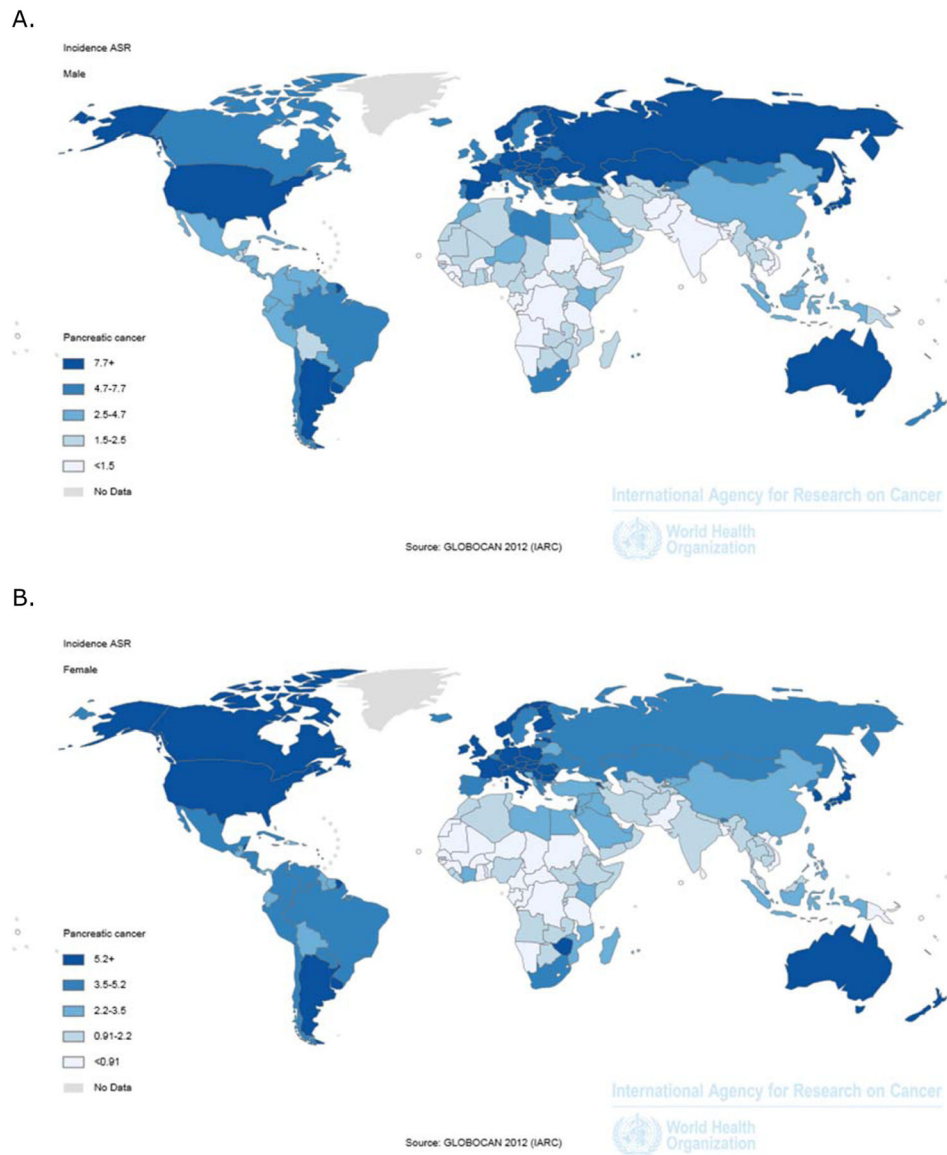 A.
Incidence ASR
Male
Pancreatic cancer
7.7+
4.7-7.7
2.5-4.7
1.5-2.5
<1.5
No Data
International Agency for Research on Cancer
World Health
Organization
Source: GLOBOCAN 2012 (IARC)
B.
Incidence ASR
Female
Pancreatic cancer
5.2+
3.5-5.2
2.2-3.5
0.91-2.2
<0.91
No Data
International Agency for Research on Cancer
World Health
Organization
Source: GLOBOCAN 2012 (IARC)